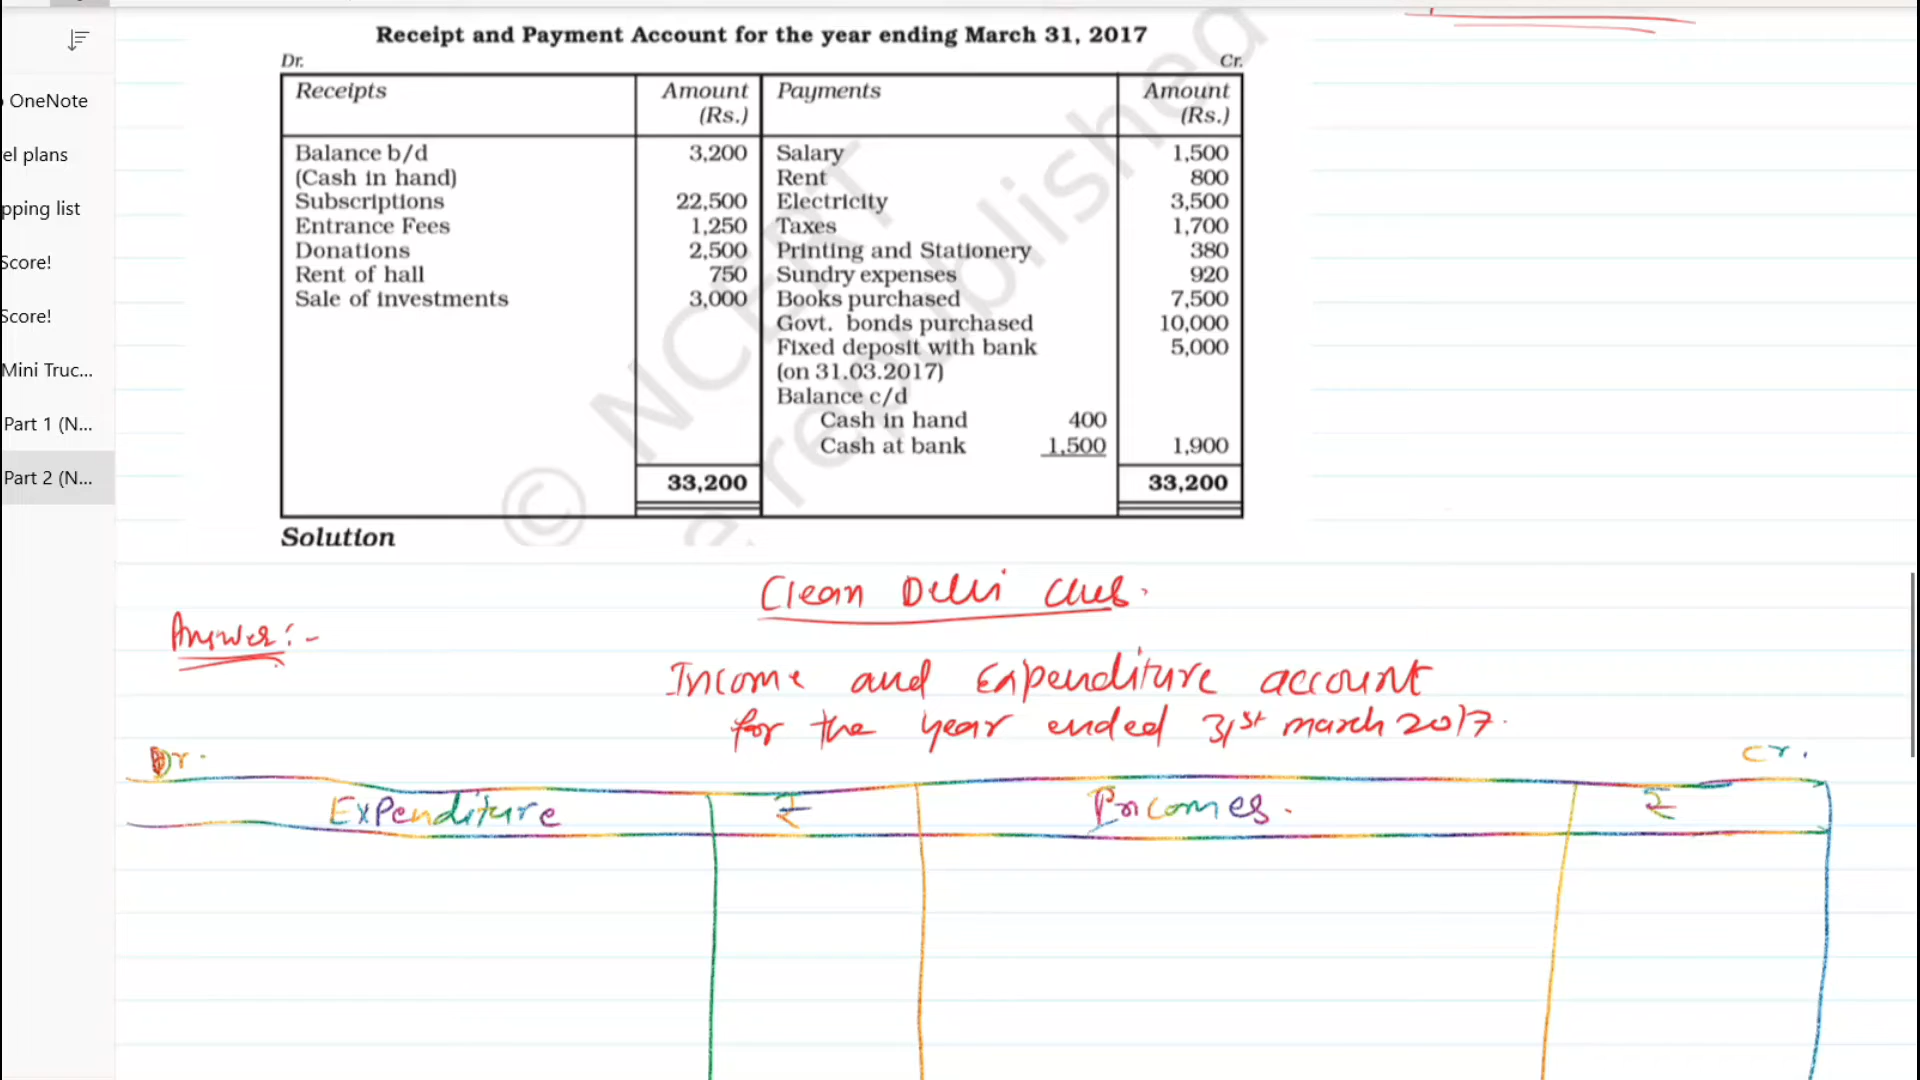 Receipt and Payment Account for the year ending March 31, 2017
Dr. Cr.
Receipts Amount (Rs.) Payments Amount (Rs.)
Balance b/d 3,200 Salary 1,500
(Cash in hand) Rent 800
Subscriptions 22,500 Electricity 3,500
Entrance Fees 1,250 Taxes 1,700
Donations 2,500 Printing and Stationery 380
Rent of hall 750 Sundry expenses 920
Sale of investments 3,000 Books purchased 7,500
Govt. bonds purchased 10,000
Fixed deposit with bank 5,000
(on 31.03.2017)
Balance c/d
Cash in hand 400
Cash at bank 1,500 1,900
33,200 33,200
© NCERT
republished
Solution
Clean Delhi Club.
Answer:-
Income and Expenditure account
for the year ended 31st march 2017.
Dr. Cr.
Expenditure ₹ Incomes. ₹
OneNote
el plans
pping list
Score!
Score!
Mini Truc...
Part 1 (N...
Part 2 (N...